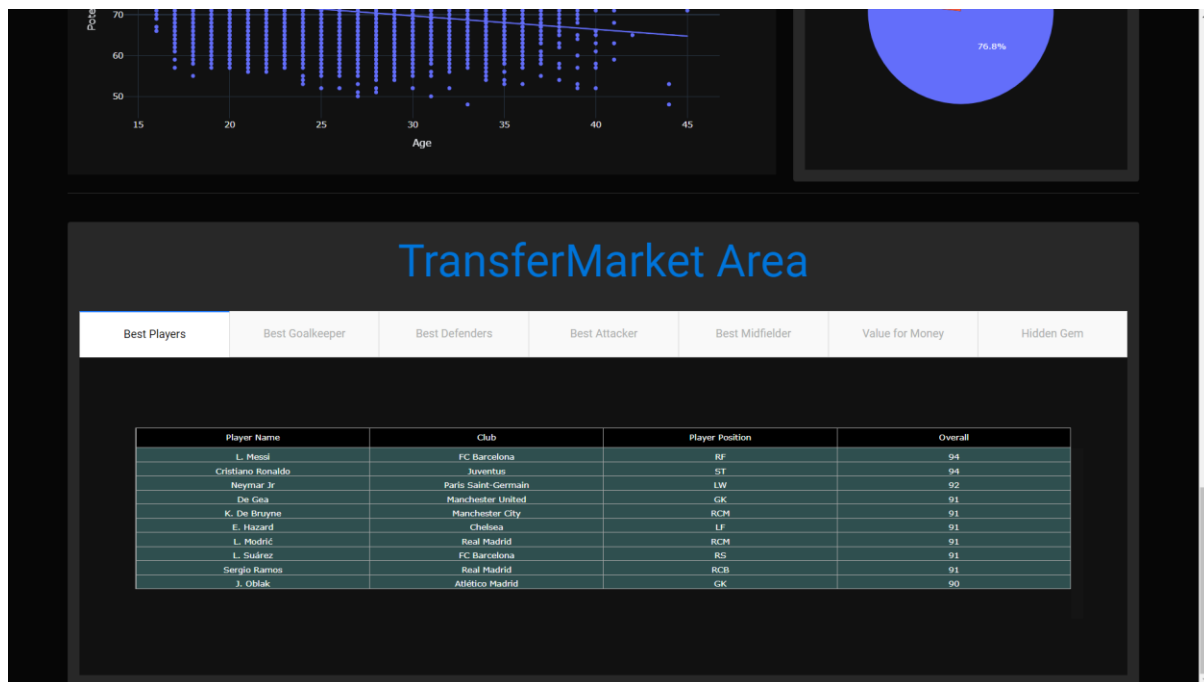 Pote
70
60
50
15 20 25 30 35 40 45
Age
76.8%
TransferMarket Area
Best Players Best Goalkeeper Best Defenders Best Attacker Best Midfielder Value for Money Hidden Gem
Player Name Club Player Position Overall
L. Messi FC Barcelona RF 94
Cristiano Ronaldo Juventus ST 94
Neymar Jr Paris Saint-Germain LW 92
De Gea Manchester United GK 91
K. De Bruyne Manchester City RCM 91
E. Hazard Chelsea LF 91
L. Modrić Real Madrid RCM 91
L. Suárez FC Barcelona RS 91
Sergio Ramos Real Madrid RCB 91
J. Oblak Atlético Madrid GK 90